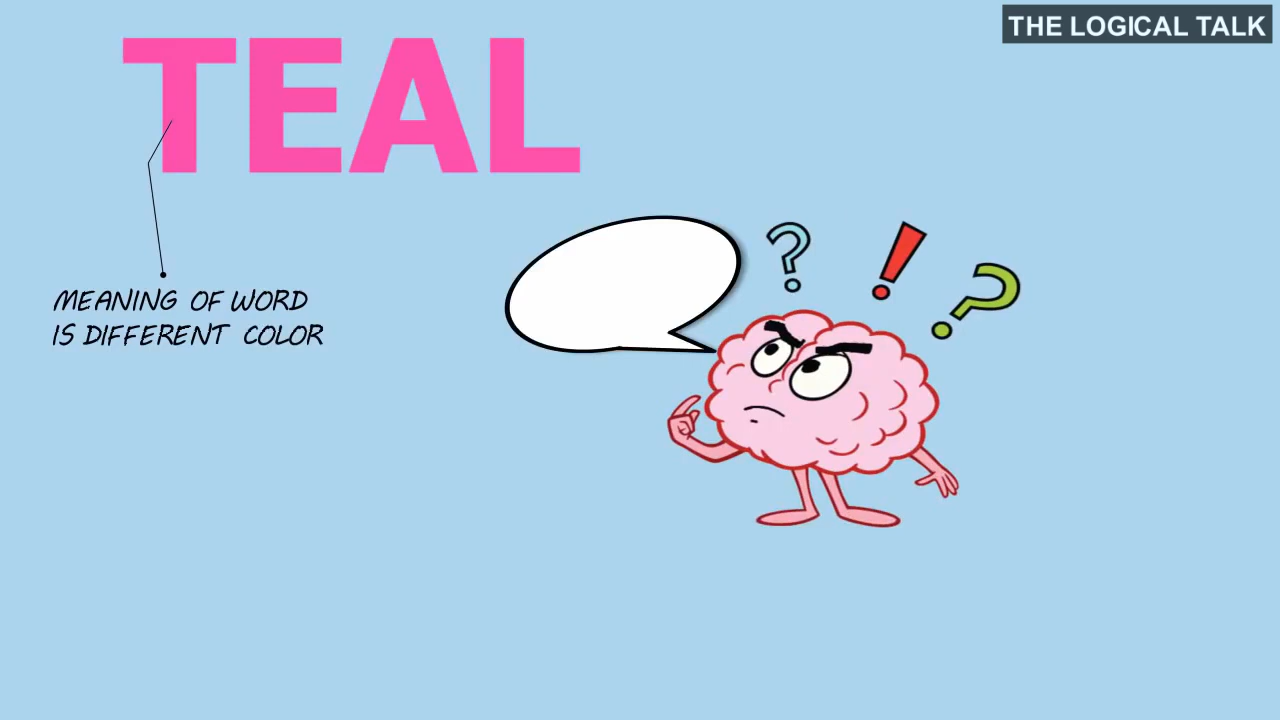 THE LOGICAL TALK
TEAL
? ! ?
MEANING OF WORD
IS DIFFERENT COLOR